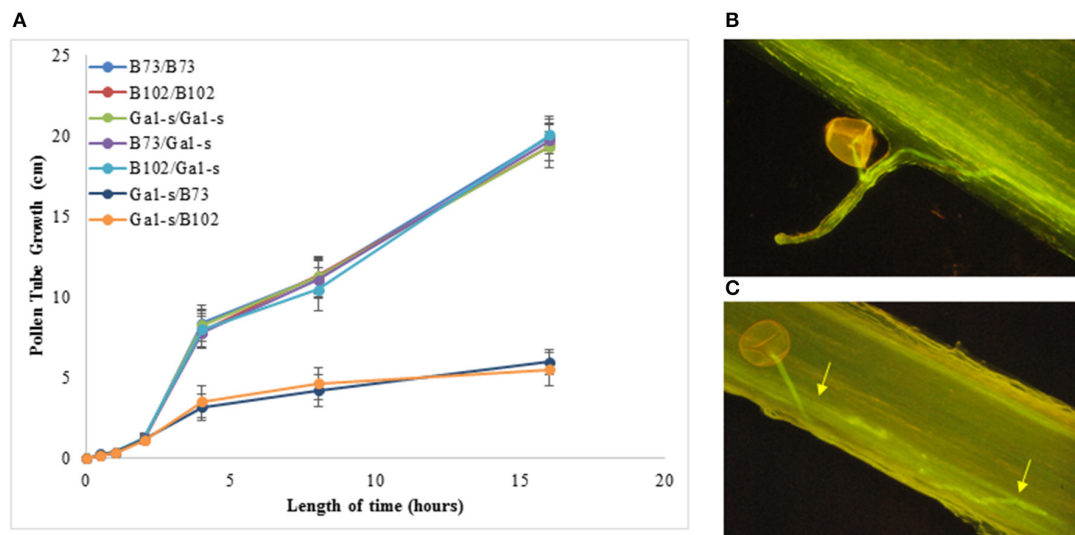 A
25
20
15
10
5
0
Pollen Tube Growth (cm)
B73/B73
B102/B102
Ga1-s/Ga1-s
B73/Ga1-s
B102/Ga1-s
Ga1-s/B73
Ga1-s/B102
0 5 10 15 20
Length of time (hours)
B
C